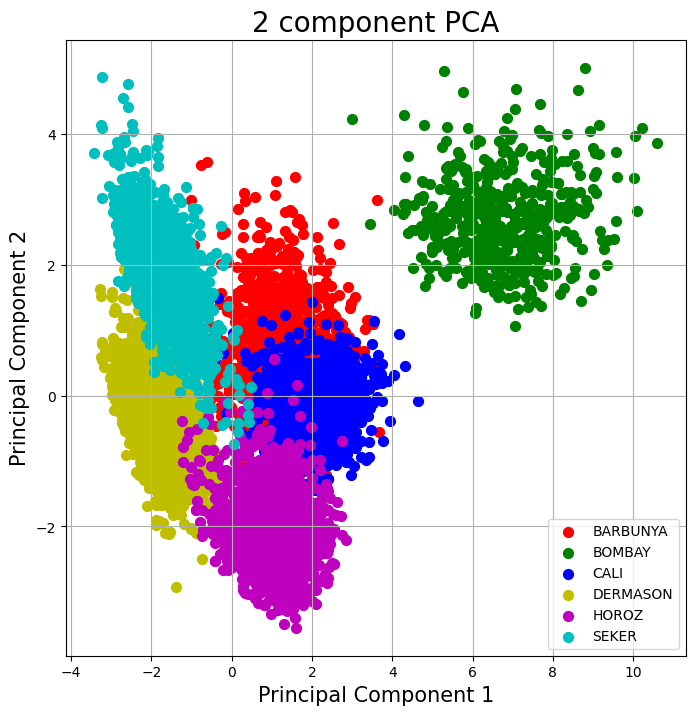 2 component PCA
Principal Component 2
4
2
0
−2
−4
−2
0
2
4
6
8
10
Principal Component 1
BARBUNYA
BOMBAY
CALI
DERMASON
HOROZ
SEKER